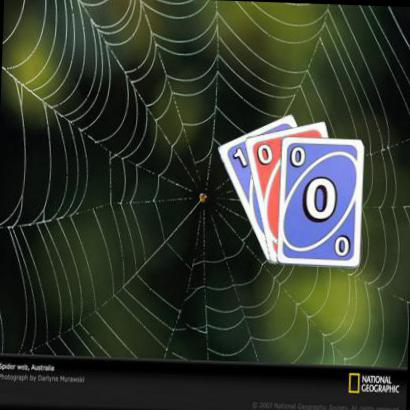 1 0 0
0
0
Spider web, Australia
Photograph by Darlyne Murawski
NATIONAL
GEOGRAPHIC
© 2007 National Geographic Society. All rights reserved.